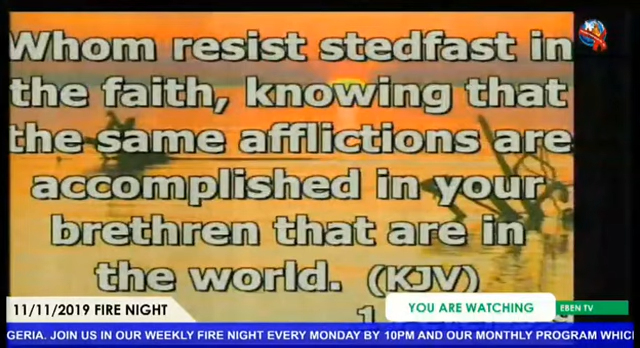 Whom resist stedfast in
the faith, knowing that
the same afflictions are
accomplished in your
brethren that are in
the world. (KJV)
11/11/2019 FIRE NIGHT
YOU ARE WATCHING
EBEN TV
GERIA. JOIN US IN OUR WEEKLY FIRE NIGHT EVERY MONDAY BY 10PM AND OUR MONTHLY PROGRAM WHIC